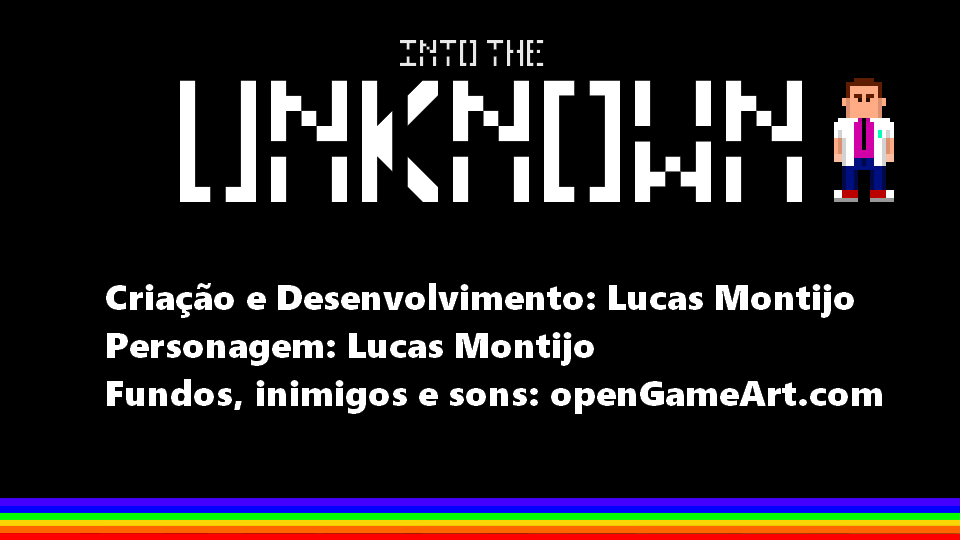 INTO THE
UNKNOWN
Criação e Desenvolvimento: Lucas Montijo
Personagem: Lucas Montijo
Fundos, inimigos e sons: openGameArt.com